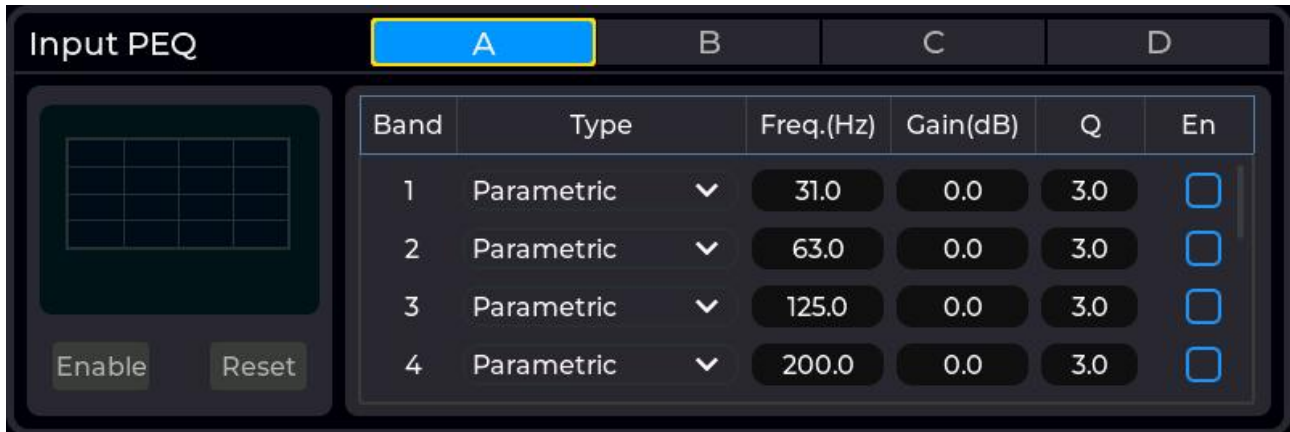 Input PEQ A B C D
Band Type Freq.(Hz) Gain(dB) Q En
1 Parametric 31.0 0.0 3.0
2 Parametric 63.0 0.0 3.0
3 Parametric 125.0 0.0 3.0
4 Parametric 200.0 0.0 3.0
Enable Reset